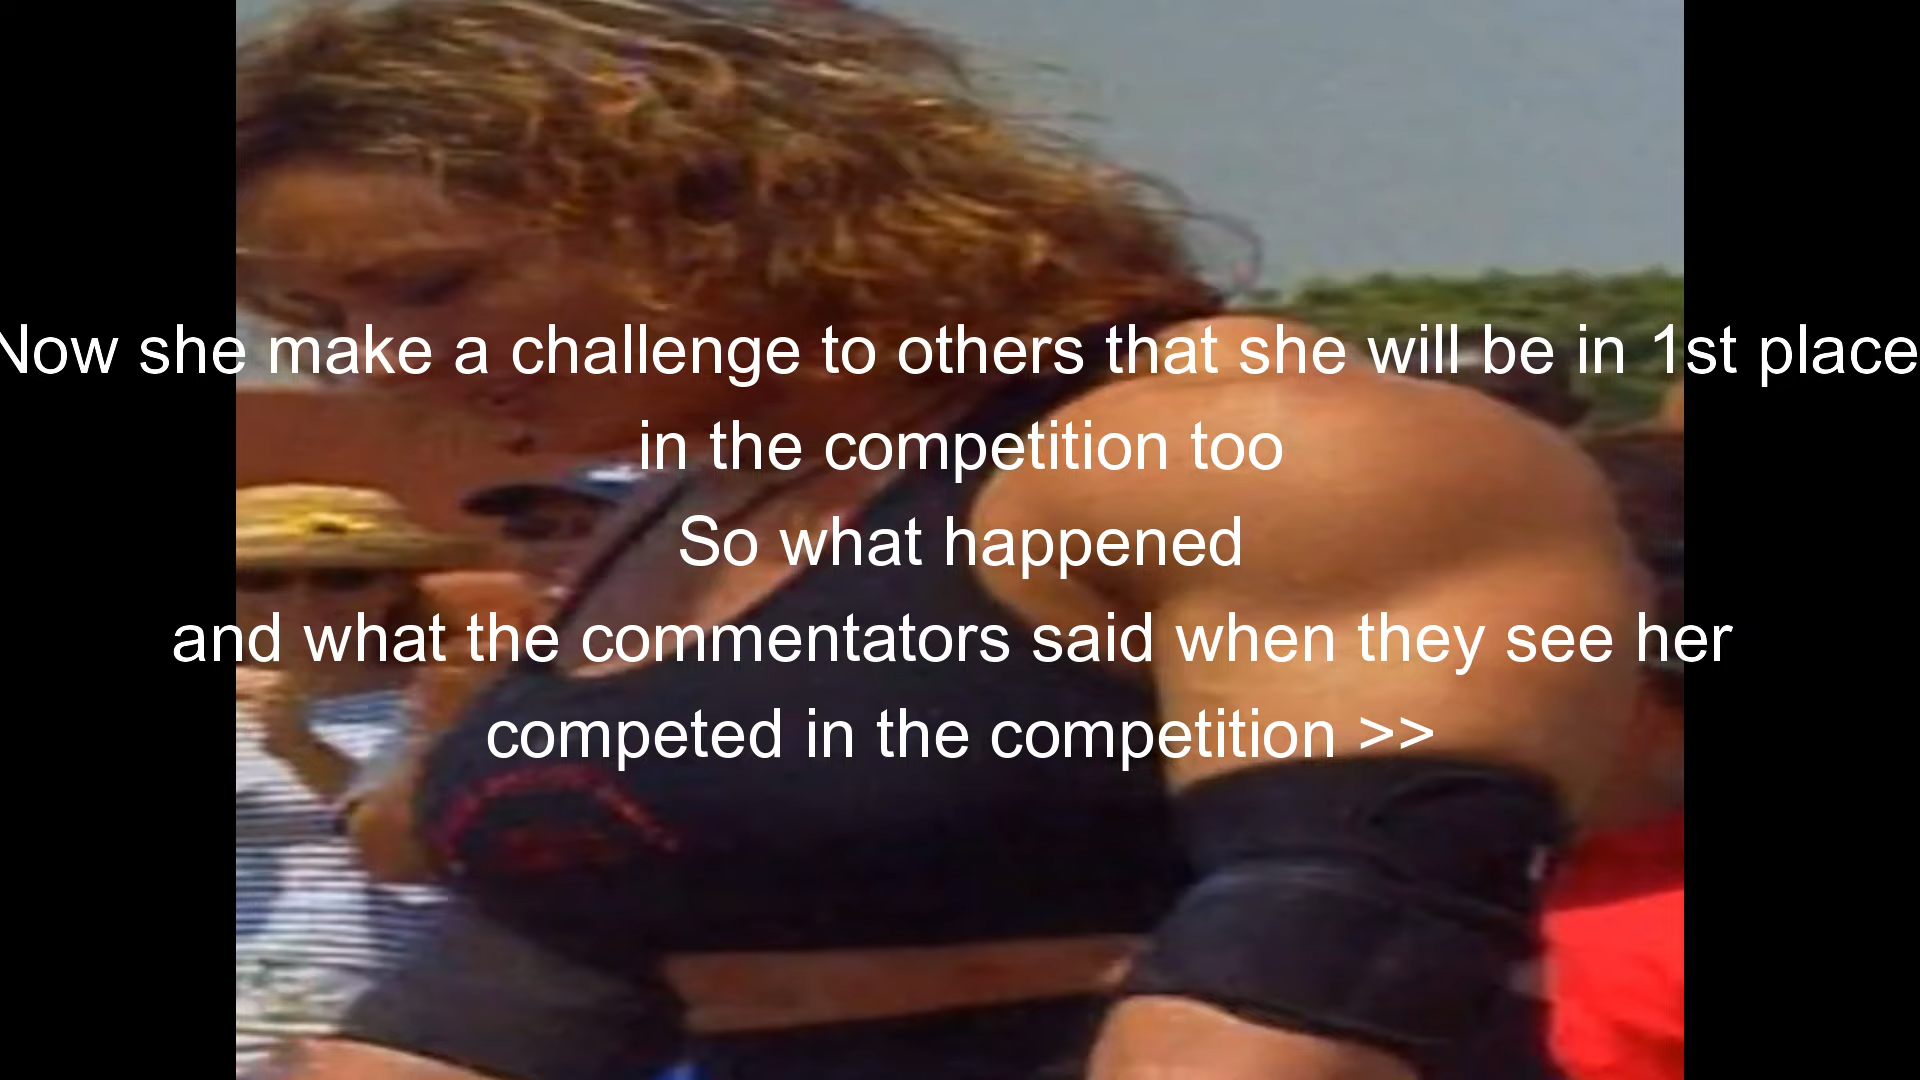 Now she make a challenge to others that she will be in 1st place
in the competition too
So what happened
and what the commentators said when they see her
competed in the competition >>